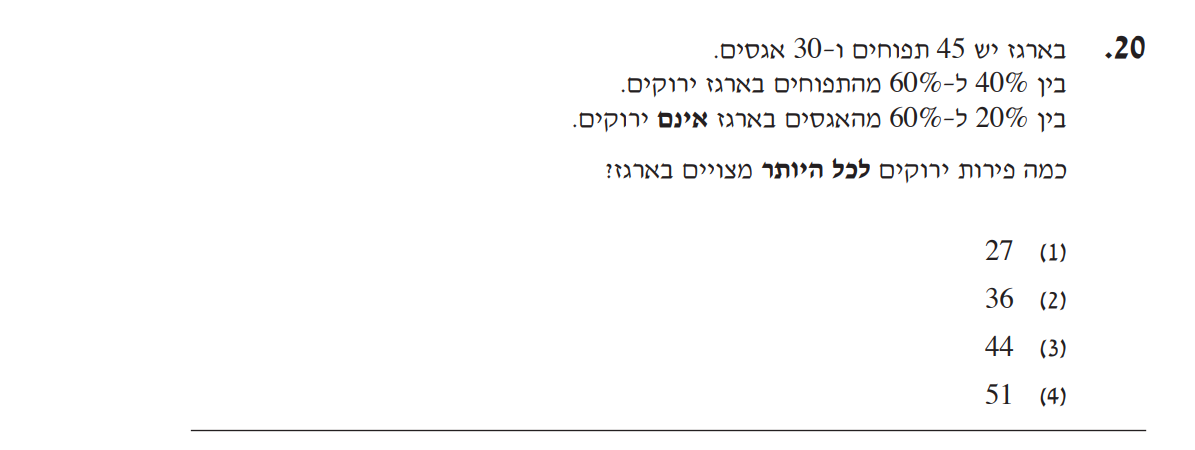 20. בארגז יש 45 תפוחים ו-30 אגסים.
בין 40% ל-60% מהתפוחים בארגז ירוקים.
בין 20% ל-60% מהאגסים בארגז אינם ירוקים.
כמה פירות ירוקים לכל היותר מצויים בארגז?
(1) 27
(2) 36
(3) 44
(4) 51